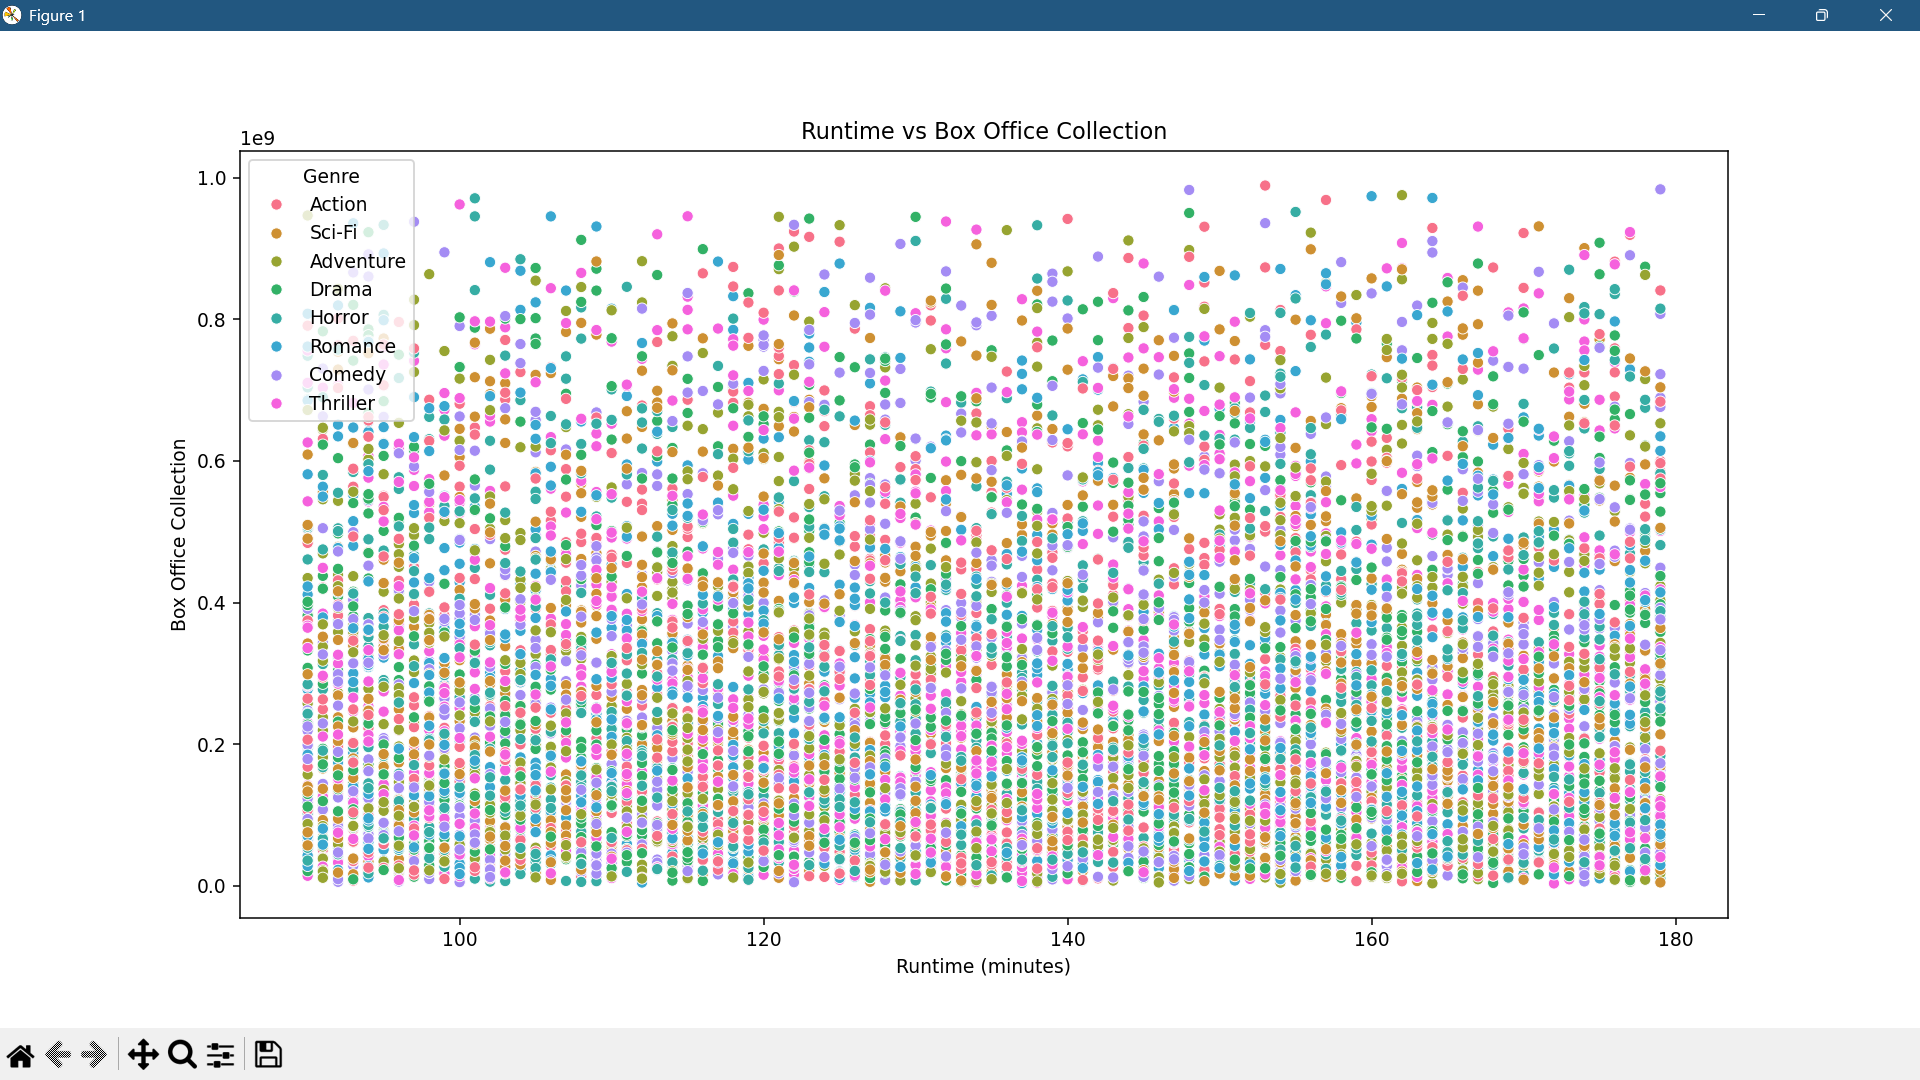 Figure 1
Runtime vs Box Office Collection
1e9
Genre
Action
Sci-Fi
Adventure
Drama
Horror
Romance
Comedy
Thriller
1.0
0.8
0.6
0.4
0.2
0.0
Box Office Collection
100 120 140 160 180
Runtime (minutes)